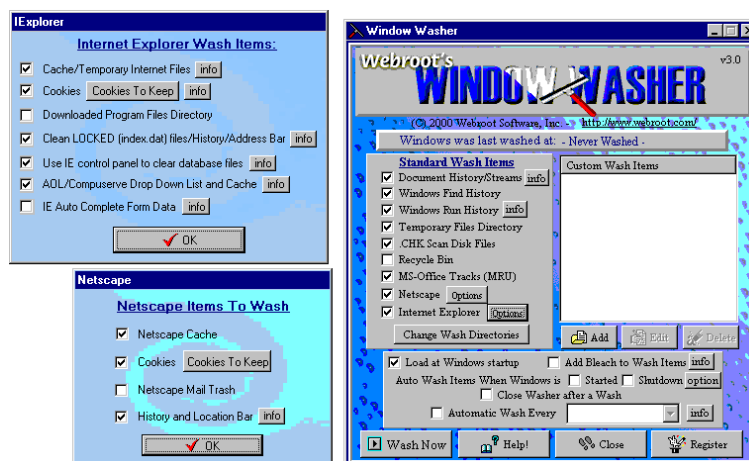 IExplorer
Internet Explorer Wash Items:
Cache/Temporary Internet Files info
Cookies Cookies To Keep info
Downloaded Program Files Directory
Clean LOCKED (index.dat) files/History/Address Bar info
Use IE control panel to clear database files info
AOL/Compuserve Drop Down List and Cache info
IE Auto Complete Form Data info
OK
Netscape
Netscape Items To Wash
Netscape Cache
Cookies Cookies To Keep
Netscape Mail Trash
History and Location Bar info
OK
Window Washer
Webroot's
v3.0
WINDOW WASHER
(C) 2000 Webroot Software, Inc. - http://www.webroot.com/
Windows was last washed at: - Never Washed -
Standard Wash Items
Document History/Streams info
Windows Find History
Windows Run History info
Temporary Files Directory
.CHK Scan Disk Files
Recycle Bin
MS-Office Tracks (MRU)
Netscape Options
Internet Explorer Options
Change Wash Directories
Custom Wash Items
Add Edit Delete
Load at Windows startup Add Bleach to Wash Items info
Auto Wash Items When Windows is Started Shutdown option
Close Washer after a Wash
Automatic Wash Every info
Wash Now Help! Close Register